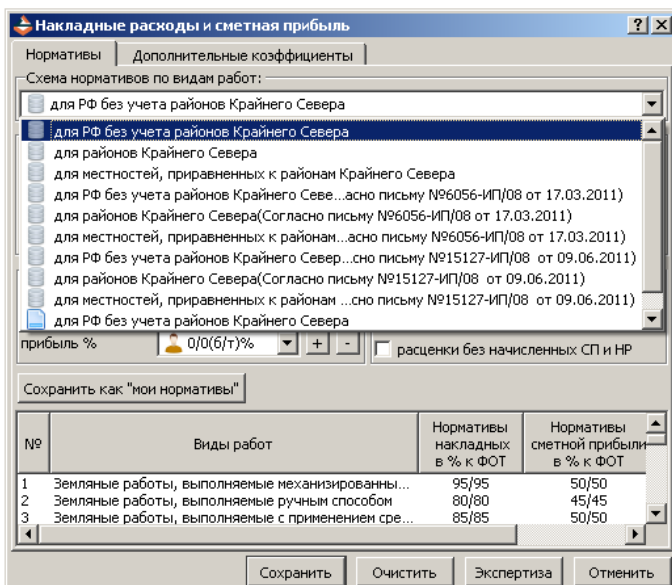 Накладные расходы и сметная прибыль
Нормативы Дополнительные коэффициенты
Схема нормативов по видам работ:
для РФ без учета районов Крайнего Севера
для РФ без учета районов Крайнего Севера
для районов Крайнего Севера
для местностей, приравненных к районам Крайнего Севера
для РФ без учета районов Крайнего Севе...асно письму №6056-ИП/08 от 17.03.2011)
для районов Крайнего Севера(Согласно письму №6056-ИП/08 от 17.03.2011)
для местностей, приравненных к районам...асно письму №6056-ИП/08 от 17.03.2011)
для РФ без учета районов Крайнего Север...сно письму №15127-ИП/08 от 09.06.2011)
для районов Крайнего Севера(Согласно письму №15127-ИП/08 от 09.06.2011)
для местностей, приравненных к районам ...сно письму №15127-ИП/08 от 09.06.2011)
для РФ без учета районов Крайнего Севера
прибыль % 0/0(б/т)% + - расценки без начисленных СП и НР
Сохранить как "мои нормативы"
№ Виды работ Нормативы накладных в % к ФОТ Нормативы сметной прибыли в % к ФОТ
1 Земляные работы, выполняемые механизированны... 95/95 50/50
2 Земляные работы, выполняемые ручным способом 80/80 45/45
3 Земляные работы, выполняемые с применением сре... 85/85 50/50
Сохранить Очистить Экспертиза Отменить